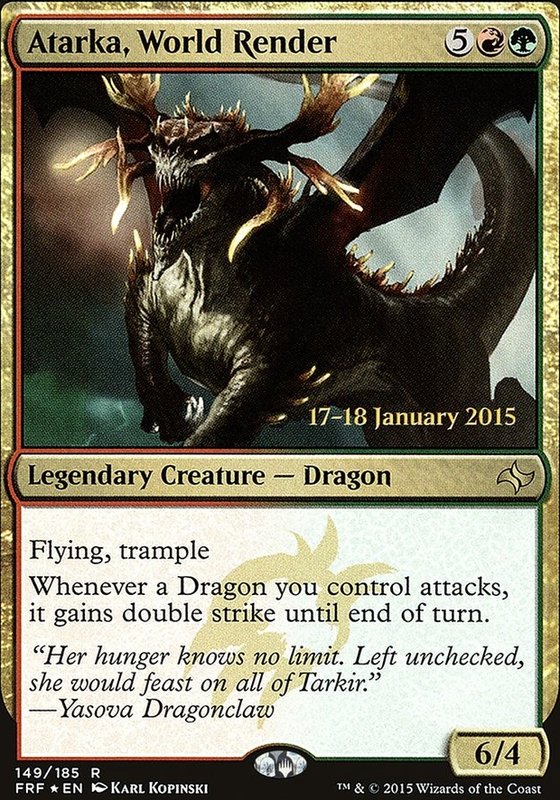 Atarka, World Render 5
17–18 January 2015
Legendary Creature — Dragon
Flying, trample
Whenever a Dragon you control attacks,
it gains double strike until end of turn.
“Her hunger knows no limit. Left unchecked,
she would feast on all of Tarkir.”
—Yasova Dragonclaw
6/4
149/185 R
FRF ★ EN Karl Kopinski
™ & © 2015 Wizards of the Coast